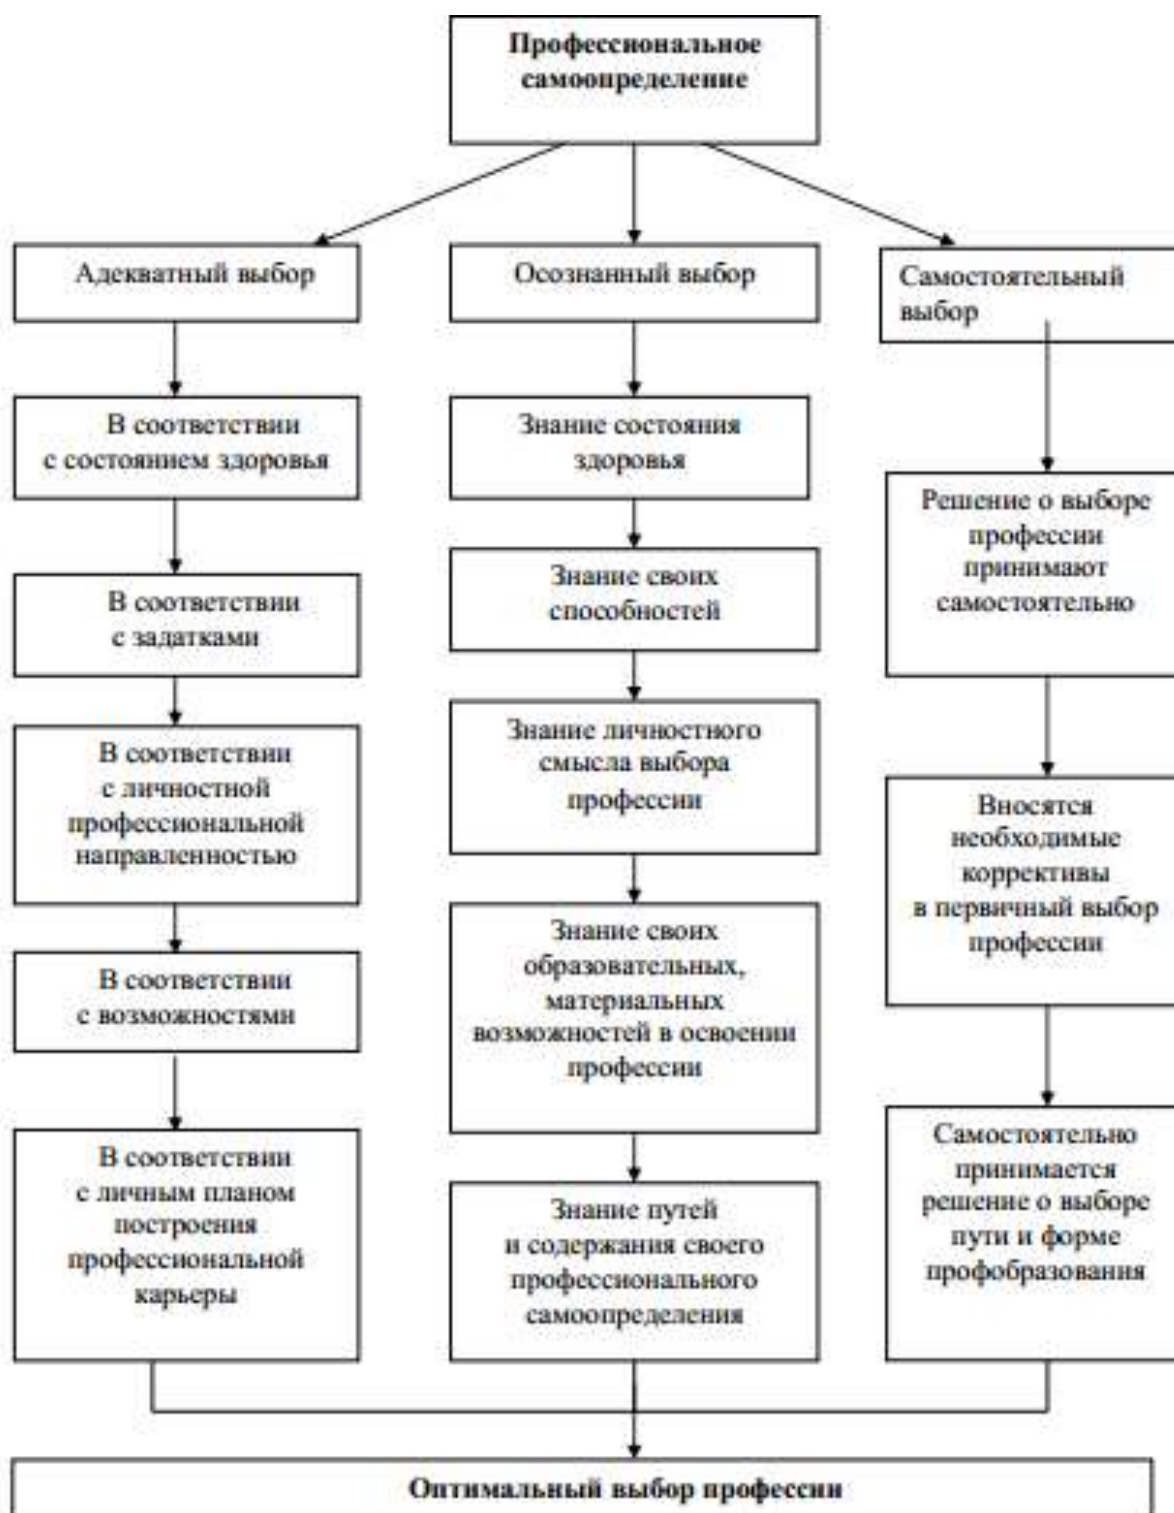 Профессиональное
самоопределение
Адекватный выбор
Осознанный выбор
Самостоятельный
выбор
В соответствии
с состоянием здоровья
Знание состояния
здоровья
Решение о выборе
профессии
принимают
самостоятельно
В соответствии
с задатками
Знание своих
способностей
В соответствии
с личностной
профессиональной
направленностью
Знание личностного
смысла выбора
профессии
Вносятся
необходимые
коррективы
в первичный выбор
профессии
В соответствии
с возможностями
Знание своих
образовательных,
материальных
возможностей в освоении
профессии
В соответствии
с личным планом
построения
профессиональной
карьеры
Знание путей
и содержания своего
профессионального
самоопределения
Самостоятельно
принимается
решение о выборе
пути и форме
профобразования
Оптимальный выбор профессии